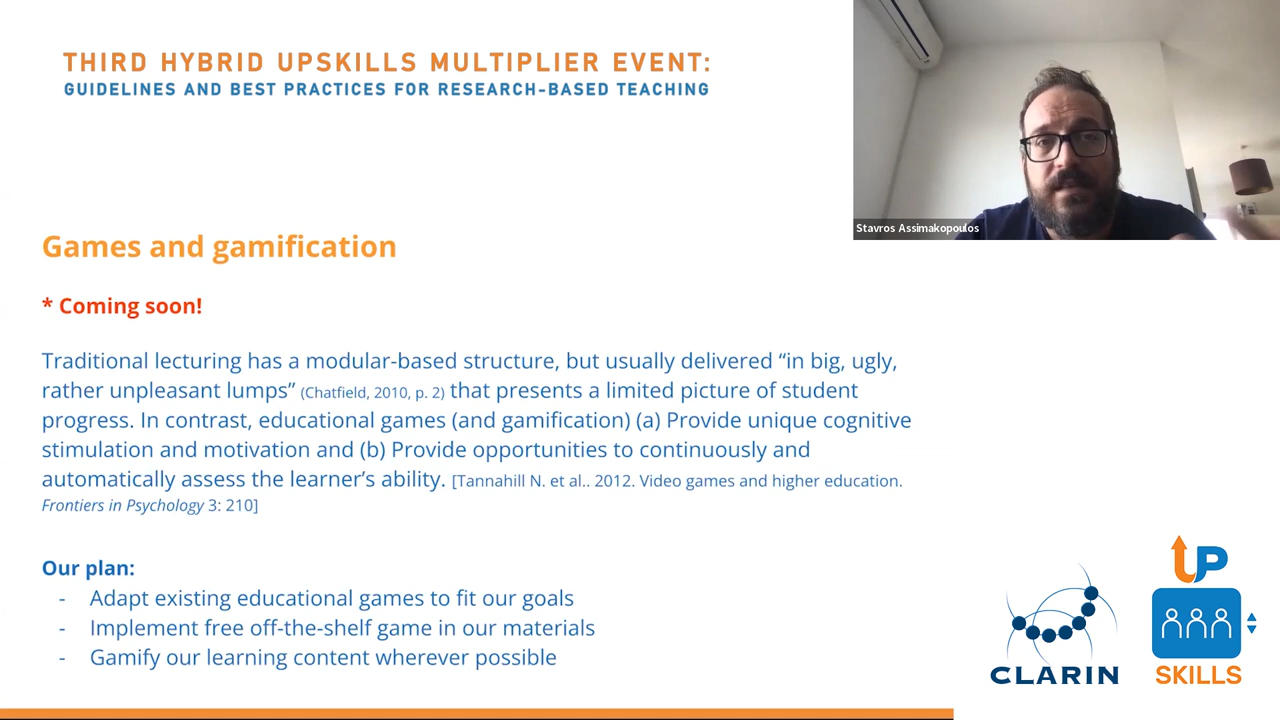 THIRD HYBRID UPSKILLS MULTIPLIER EVENT:
GUIDELINES AND BEST PRACTICES FOR RESEARCH-BASED TEACHING
Stavros Assimakopoulos
Games and gamification
* Coming soon!
Traditional lecturing has a modular-based structure, but usually delivered “in big, ugly,
rather unpleasant lumps” (Chatfield, 2010, p. 2) that presents a limited picture of student
progress. In contrast, educational games (and gamification) (a) Provide unique cognitive
stimulation and motivation and (b) Provide opportunities to continuously and
automatically assess the learner’s ability. [Tannahill N. et al.. 2012. Video games and higher education.
Frontiers in Psychology 3: 210]
Our plan:
- Adapt existing educational games to fit our goals
- Implement free off-the-shelf game in our materials
- Gamify our learning content wherever possible
CLARIN
UP
SKILLS